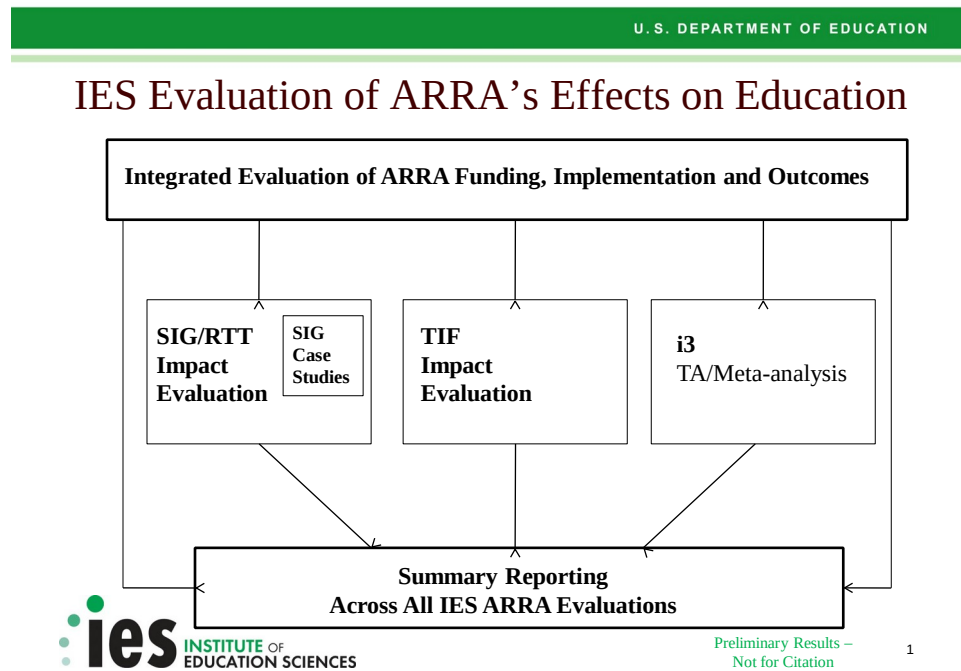 U.S. DEPARTMENT OF EDUCATION
IES Evaluation of ARRA’s Effects on Education
Integrated Evaluation of ARRA Funding, Implementation and Outcomes
SIG/RTT
Impact
Evaluation
SIG
Case
Studies
TIF
Impact
Evaluation
i3
TA/Meta-analysis
Summary Reporting
Across All IES ARRA Evaluations
ies INSTITUTE OF
EDUCATION SCIENCES
Preliminary Results –
Not for Citation
1